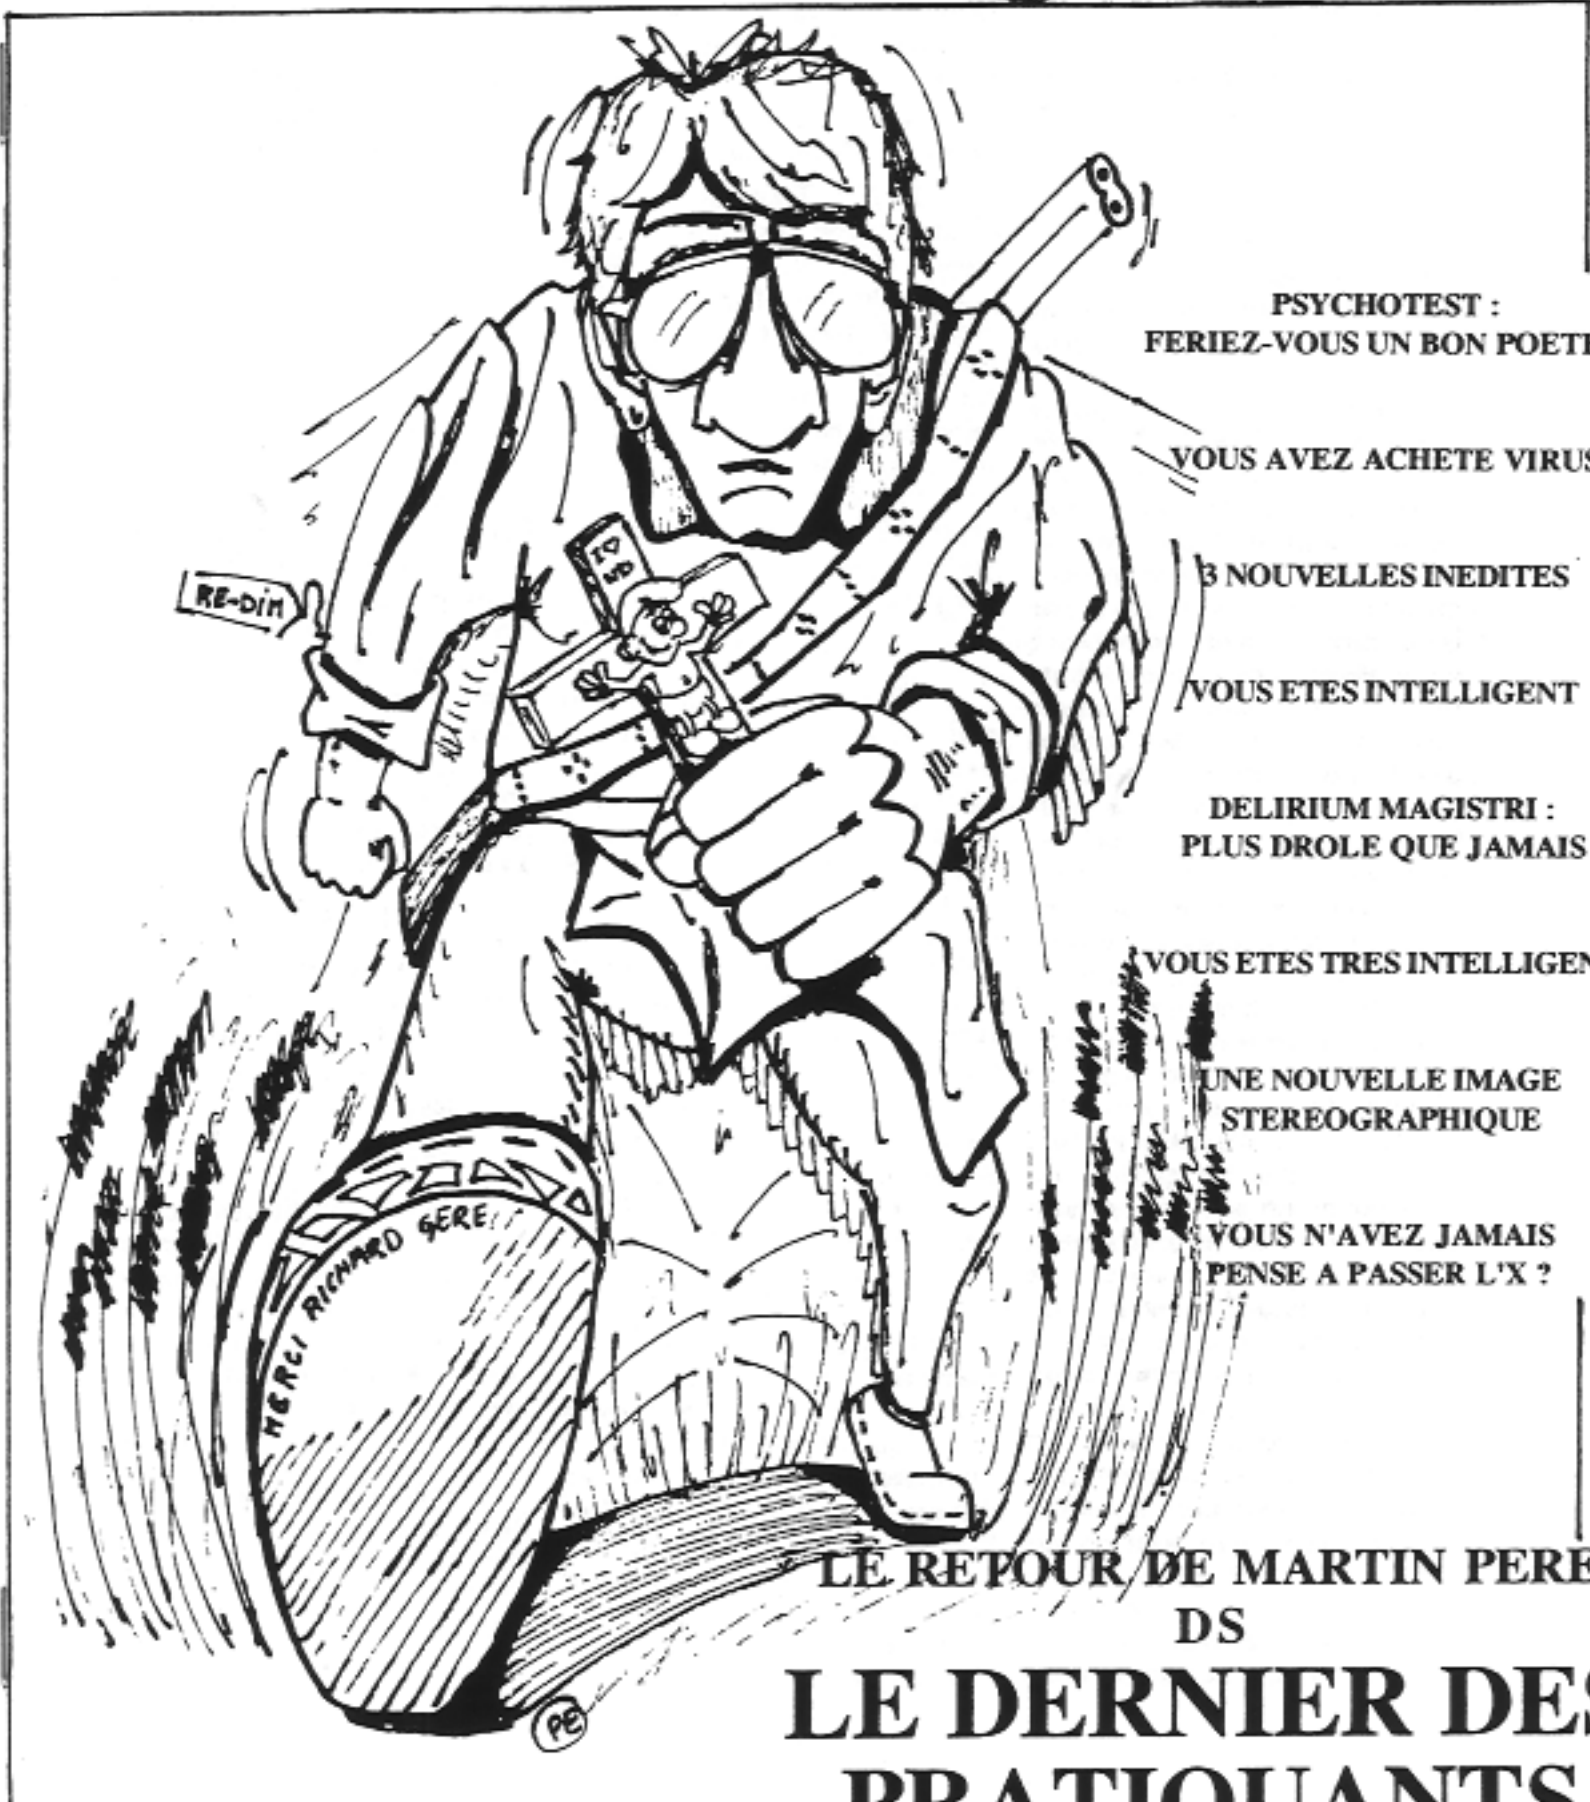 PSYCHOTEST :
FERIEZ-VOUS UN BON POETE
VOUS AVEZ ACHETE VIRUS
3 NOUVELLES INEDITES
VOUS ETES INTELLIGENT
DELIRIUM MAGISTRI :
PLUS DROLE QUE JAMAIS
VOUS ETES TRES INTELLIGEN
UNE NOUVELLE IMAGE
STEREOGRAPHIQUE
VOUS N'AVEZ JAMAIS
PENSE A PASSER L'X ?
RE-DIM
I ♡
MERCI RICHARD GERE
PE
LE RETOUR DE MARTIN PERE
DS
LE DERNIER DES
PRATIQUANTS